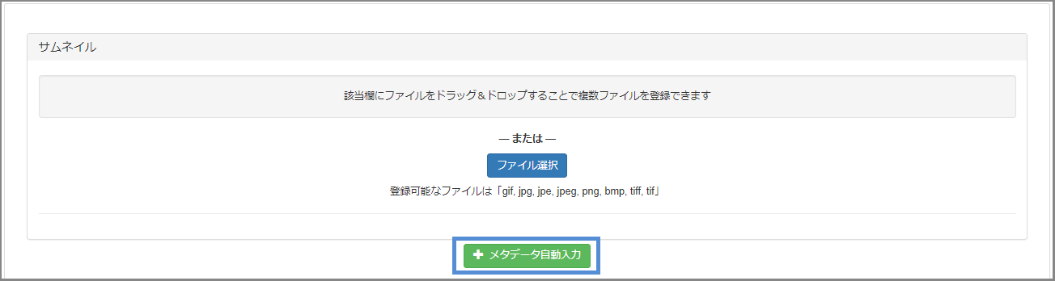 サムネイル
該当欄にファイルをドラッグ＆ドロップすることで複数ファイルを登録できます
― または ―
ファイル選択
登録可能なファイルは「gif, jpg, jpe, jpeg, png, bmp, tiff, tif」
メタデータ自動入力